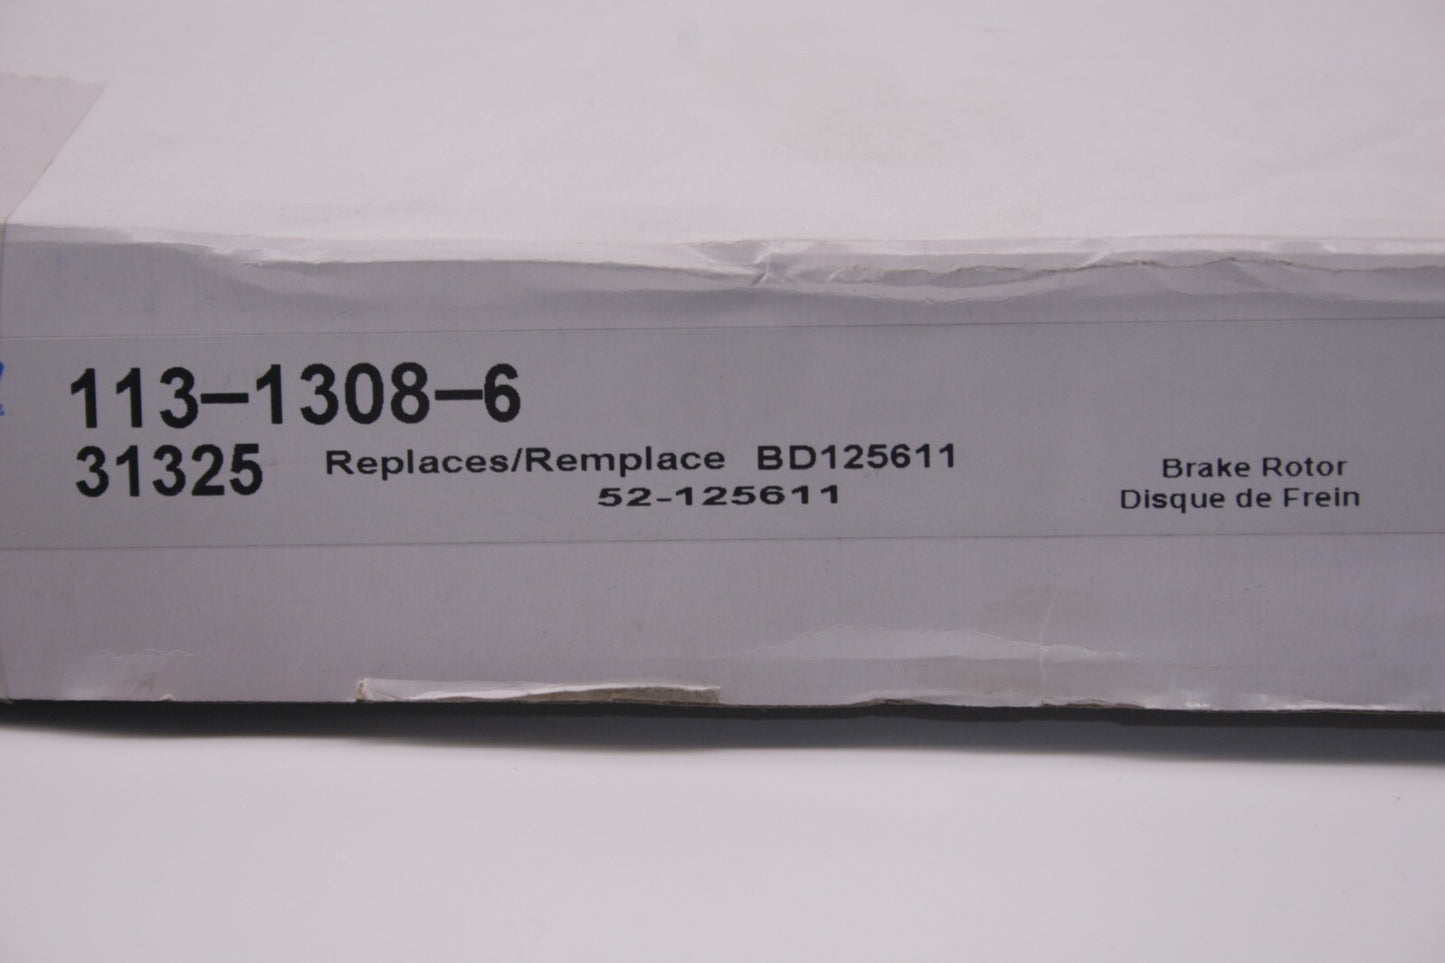 113-1308-6
31325 Replaces/Remplace BD125611
52-125611
Brake Rotor
Disque de Frein